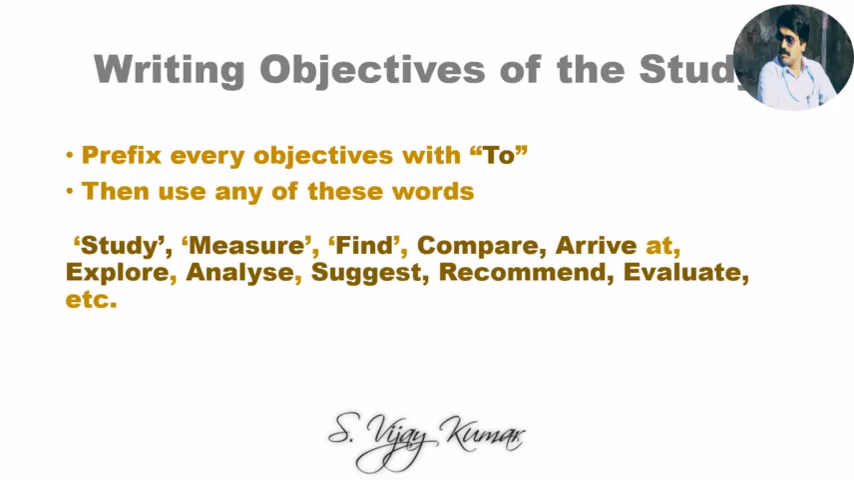 Writing Objectives of the Study
• Prefix every objectives with “To”
• Then use any of these words
‘Study’, ‘Measure’, ‘Find’, Compare, Arrive at,
Explore, Analyse, Suggest, Recommend, Evaluate,
etc.
S. Vijay Kumar